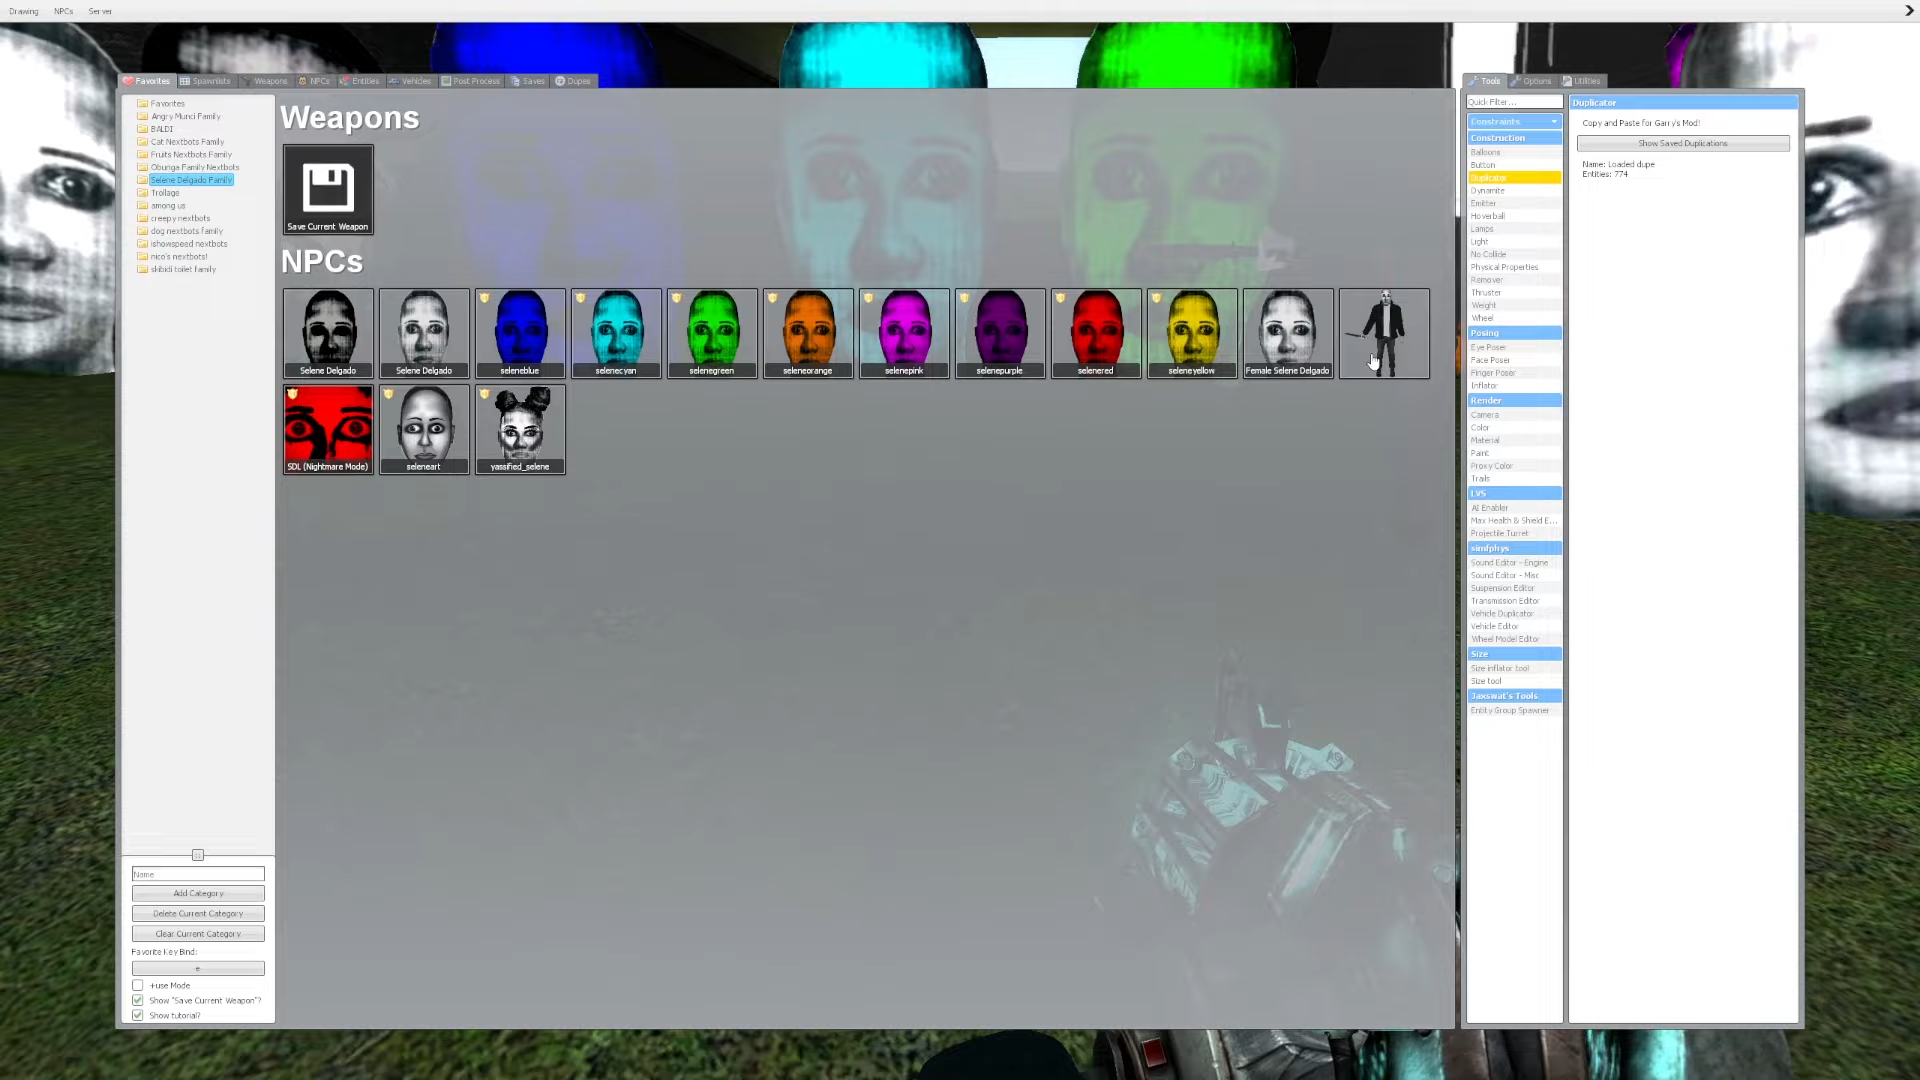 Drawing NPCs Server
Favorites Spawnlists Weapons NPCs Entities Vehicles Post Process Saves Dupes
Favorites
Angry Munci Family
BALDI
Cat Nextbots Family
Fruits Nextbots Family
Obunga Family Nextbots
Selene Delgado Family
Trollage
among us
creepy nextbots
dog nextbots family
ishowspeed nextbots
nico's nextbots!
skibidi toilet family
Name
Add Category
Delete Current Category
Clear Current Category
Favorite Key Bind:
e
+use Mode
Show "Save Current Weapon"?
Show tutorial?
Weapons
Save Current Weapon
NPCs
Selene Delgado Selene Delgado seleneblue selenecyan selenegreen seleneorange selenepink selenepurple selenered seleneyellow Female Selene Delgado
SDL (Nightmare Mode) seleneart yassified_selene
Tools Options Utilities
Quick Filter...
Constraints
Construction
Balloons
Button
Duplicator
Dynamite
Emitter
Hoverball
Lamps
Light
No Collide
Physical Properties
Remover
Thruster
Weight
Wheel
Posing
Eye Poser
Face Poser
Finger Poser
Inflator
Render
Camera
Color
Material
Paint
Proxy Color
Trails
LVS
AI Enabler
Max Health & Shield E...
Projectile Turret
simfphys
Sound Editor - Engine
Sound Editor - Misc
Suspension Editor
Transmission Editor
Vehicle Duplicator
Vehicle Editor
Wheel Model Editor
Size
Size inflator tool
Size tool
Jaxswat's Tools
Entity Group Spawner
Duplicator
Copy and Paste for Garry's Mod!
Show Saved Duplications
Name: Loaded dupe
Entities: 774